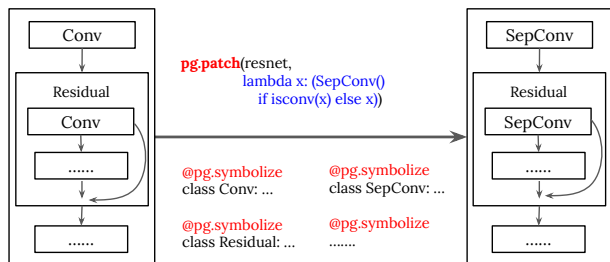 Conv
Residual
Conv
......
......
pg.patch(resnet,
lambda x: (SepConv()
if isconv(x) else x))
@pg.symbolize
class Conv: ...
@pg.symbolize
class SepConv: ...
@pg.symbolize
class Residual: ...
@pg.symbolize
.......
SepConv
Residual
SepConv
......
......